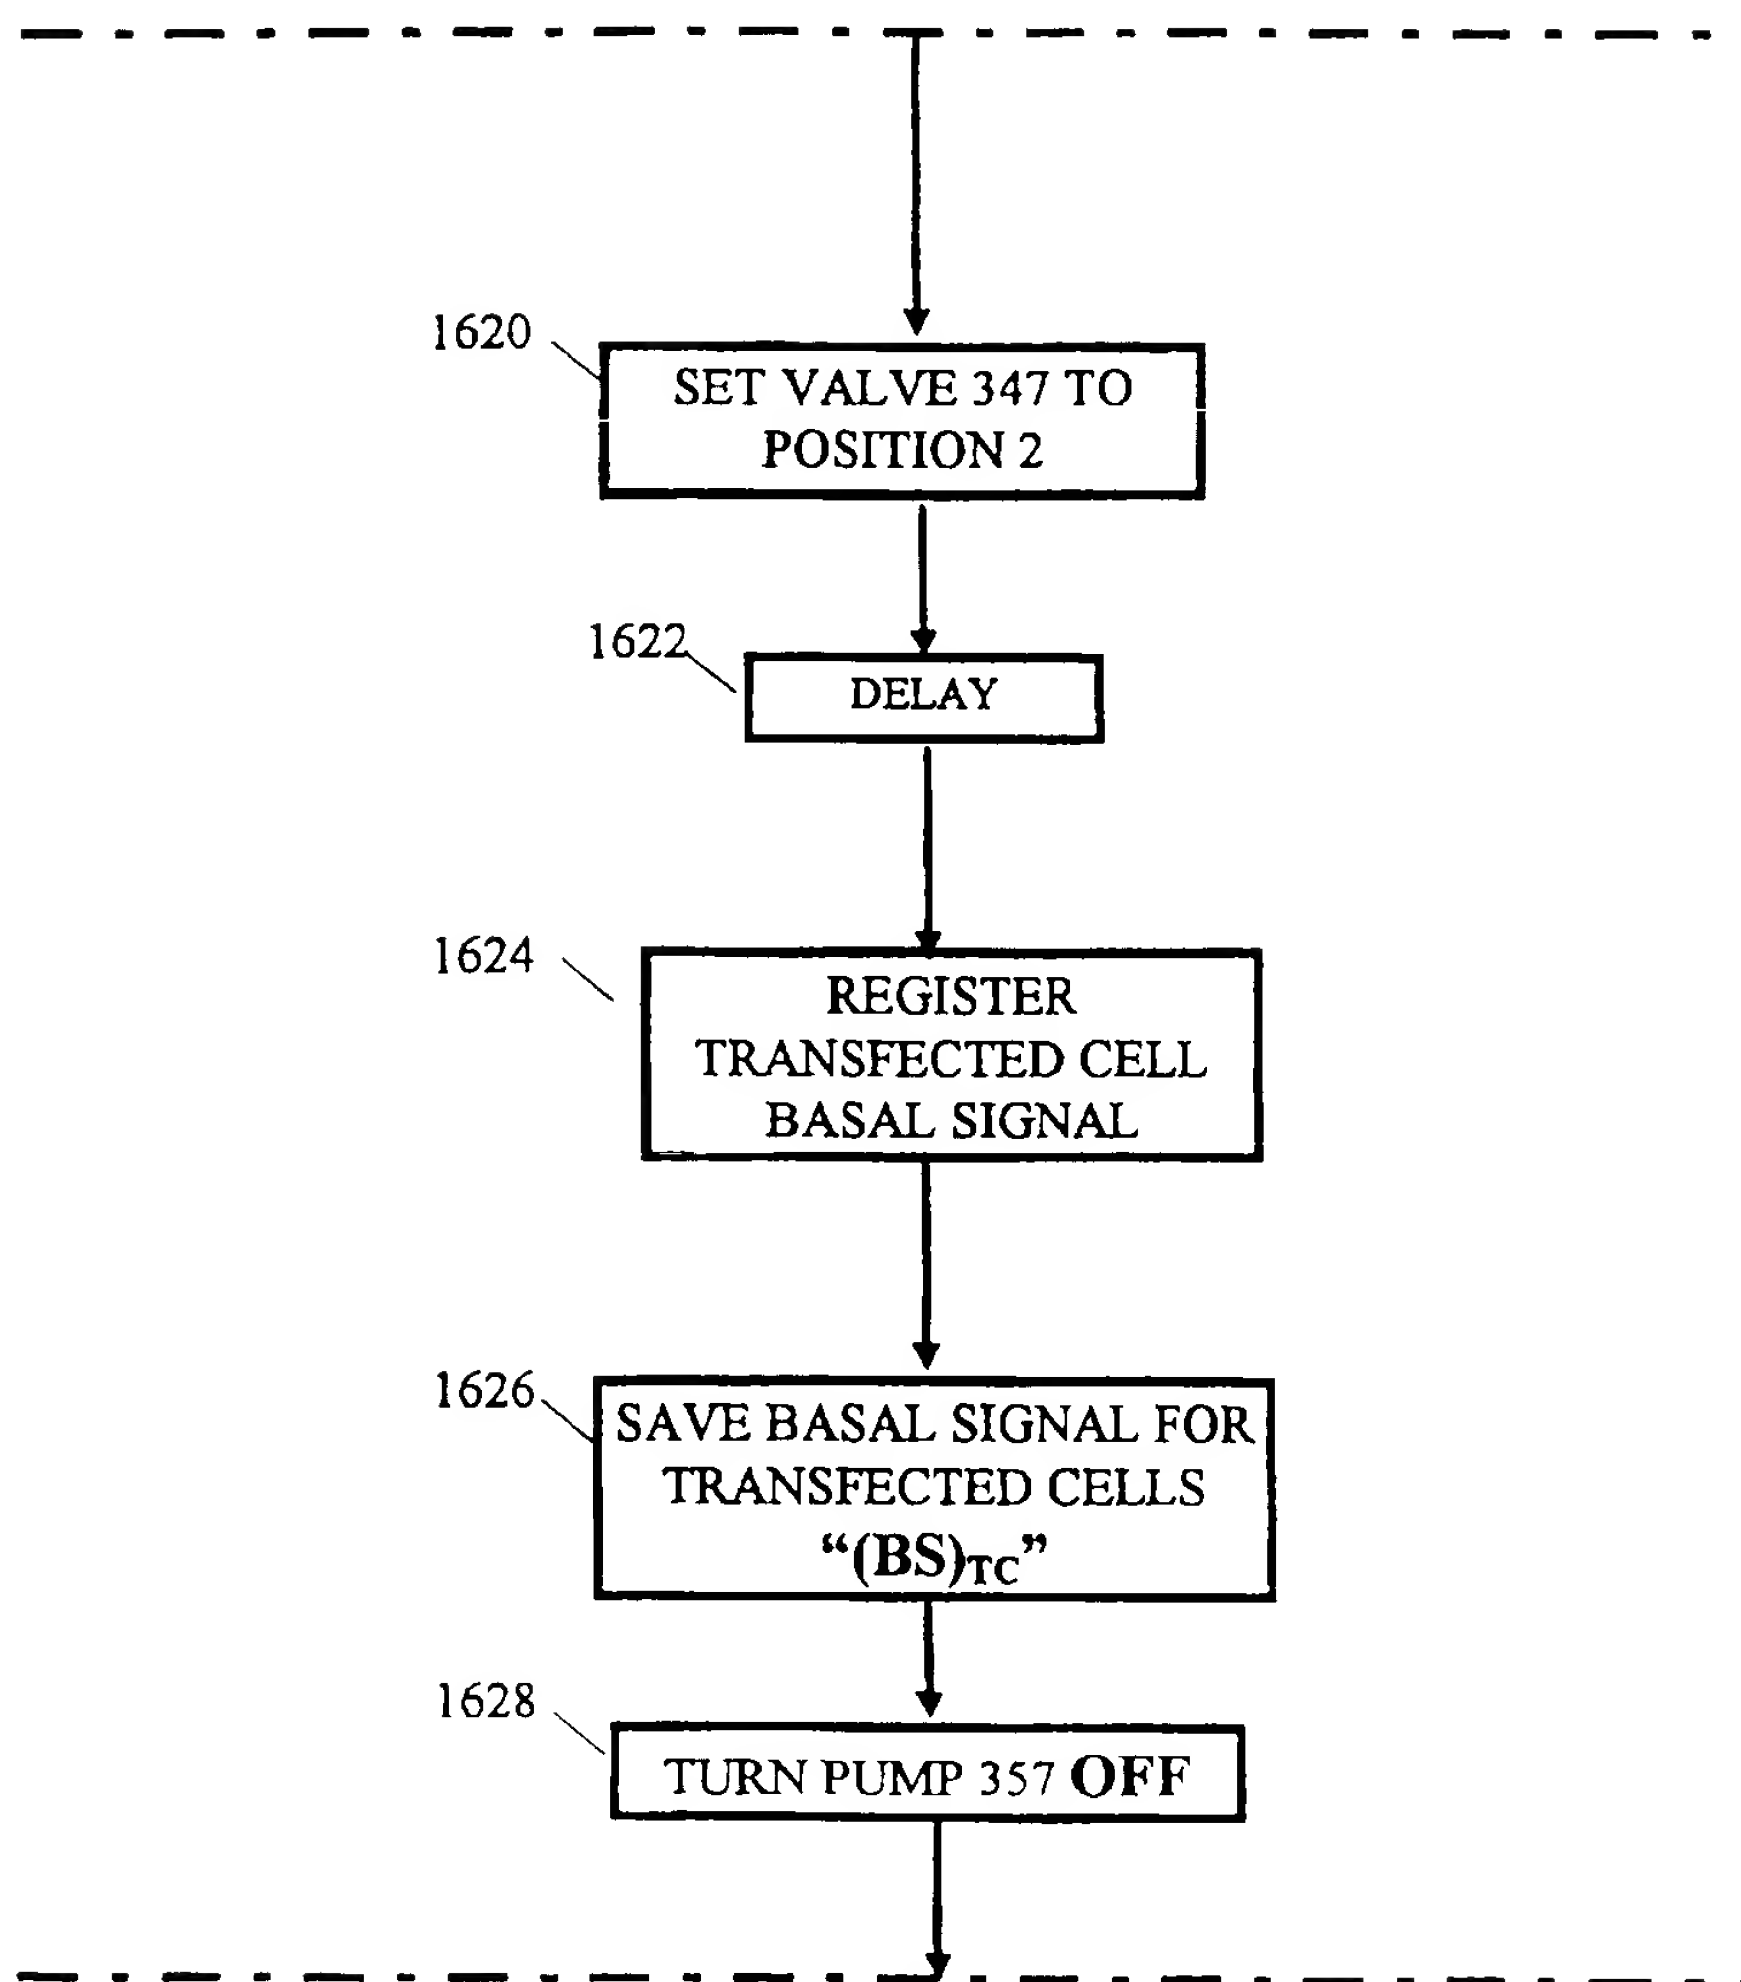 1620
SET VALVE 347 TO
POSITION 2
1622
DELAY
1624
REGISTER
TRANSFECTED CELL
BASAL SIGNAL
1626
SAVE BASAL SIGNAL FOR
TRANSFECTED CELLS
“(BS)TC”
1628
TURN PUMP 357 OFF